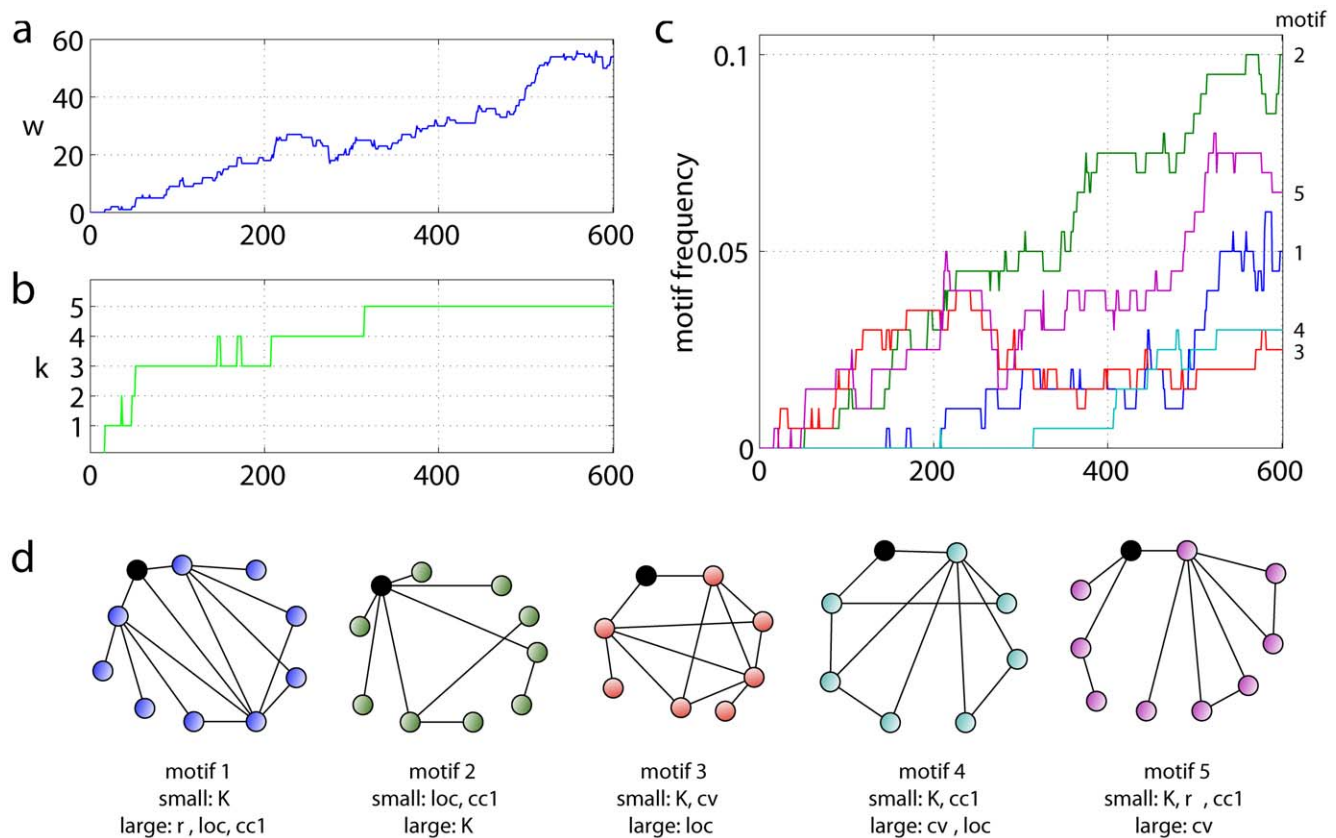 a
60
40
20
0
w
0
200
400
600
b
5
4
3
2
1
k
0
200
400
600
c
motif
0.1
0.05
0
motif frequency
2
5
1
4
3
0
200
400
600
d
motif 1
small: K
large: r , loc, cc1
motif 2
small: loc, cc1
large: K
motif 3
small: K, cv
large: loc
motif 4
small: K, cc1
large: cv , loc
motif 5
small: K, r , cc1
large: cv